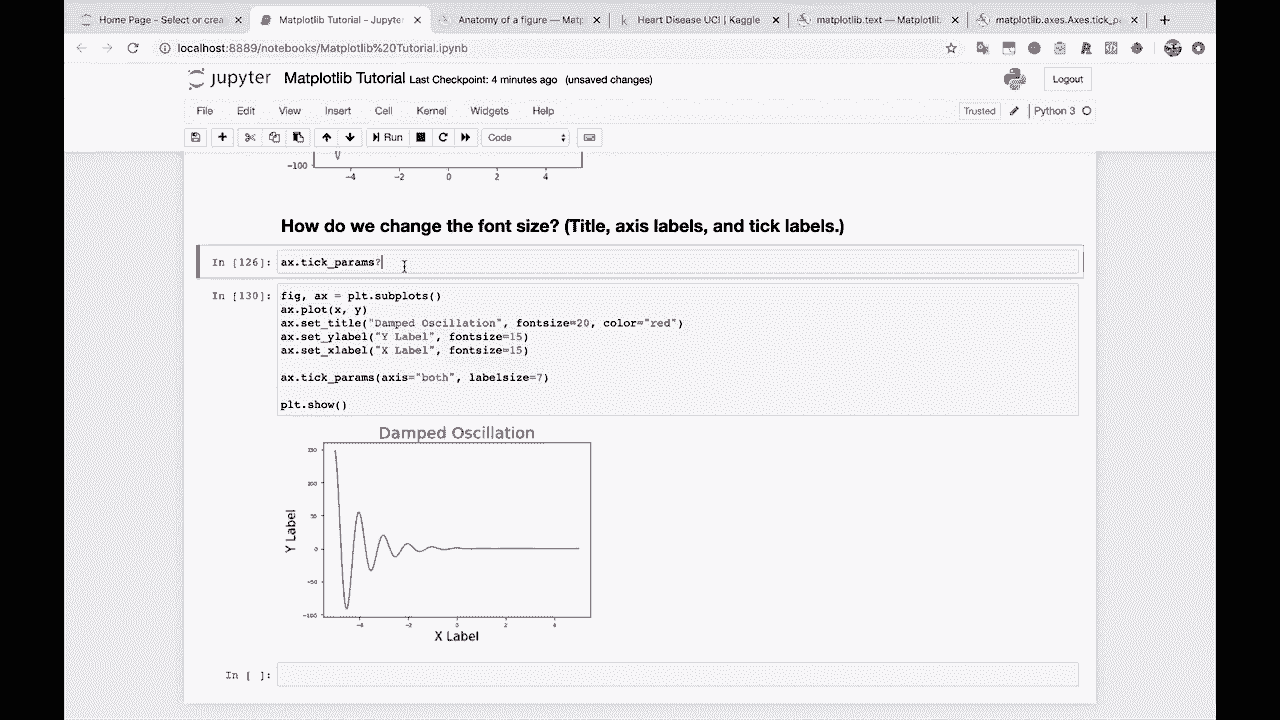 Home Page - Select or crea
Matplotlib Tutorial - Jupyter
Anatomy of a figure — Matp
Heart Disease UCI | Kaggle
matplotlib.text — Matplotlib
matplotlib.axes.Axes.tick_pa
localhost:8889/notebooks/Matplotlib%20Tutorial.ipynb
jupyter Matplotlib Tutorial Last Checkpoint: 4 minutes ago (unsaved changes)
Logout
File Edit View Insert Cell Kernel Widgets Help
Trusted Python 3
Run Code
−100
−4 −2 0 2 4
How do we change the font size? (Title, axis labels, and tick labels.)
In [126]: ax.tick_params?
In [130]: fig, ax = plt.subplots()
ax.plot(x, y)
ax.set_title("Damped Oscillation", fontsize=20, color="red")
ax.set_ylabel("Y Label", fontsize=15)
ax.set_xlabel("X Label", fontsize=15)
ax.tick_params(axis="both", labelsize=7)
plt.show()
Damped Oscillation
Y Label
0
−50
−100
−4 −2 0 2 4
X Label
In [ ]: